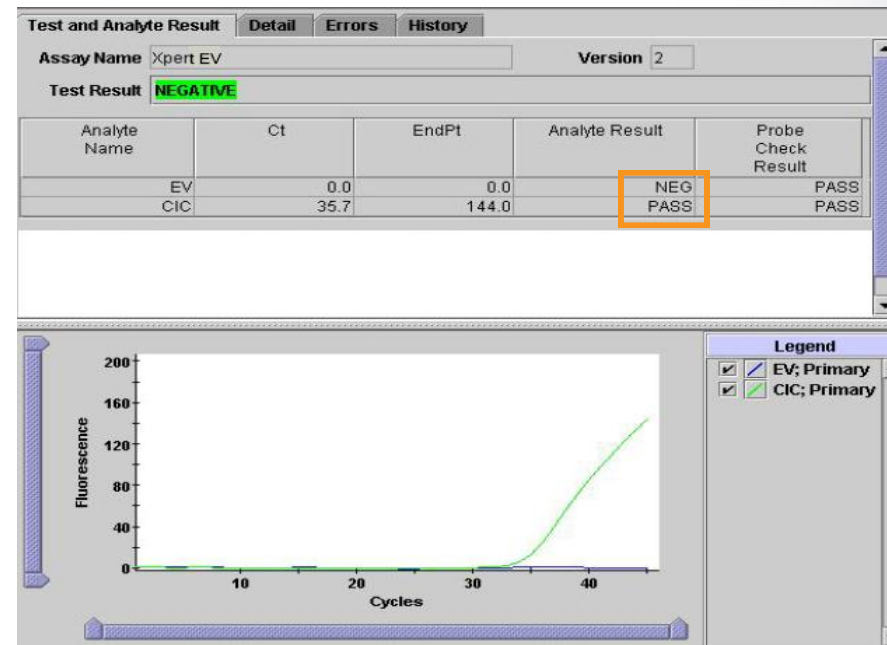 Test and Analyte Result Detail Errors History
Assay Name Xpert EV Version 2
Test Result NEGATIVE
Analyte Name Ct EndPt Analyte Result Probe Check Result
EV 0.0 0.0 NEG PASS
CIC 35.7 144.0 PASS PASS
Legend
EV; Primary
CIC; Primary
200
160
120
80
40
0
Fluorescence
10 20 30 40
Cycles